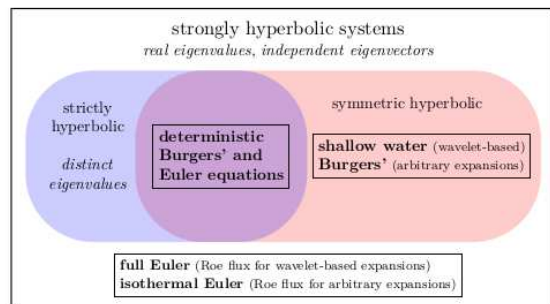 strongly hyperbolic systems
real eigenvalues, independent eigenvectors
strictly
hyperbolic
distinct
eigenvalues
deterministic
Burgers' and
Euler equations
symmetric hyperbolic
shallow water (wavelet-based)
Burgers' (arbitrary expansions)
full Euler (Roe flux for wavelet-based expansions)
isothermal Euler (Roe flux for arbitrary expansions)